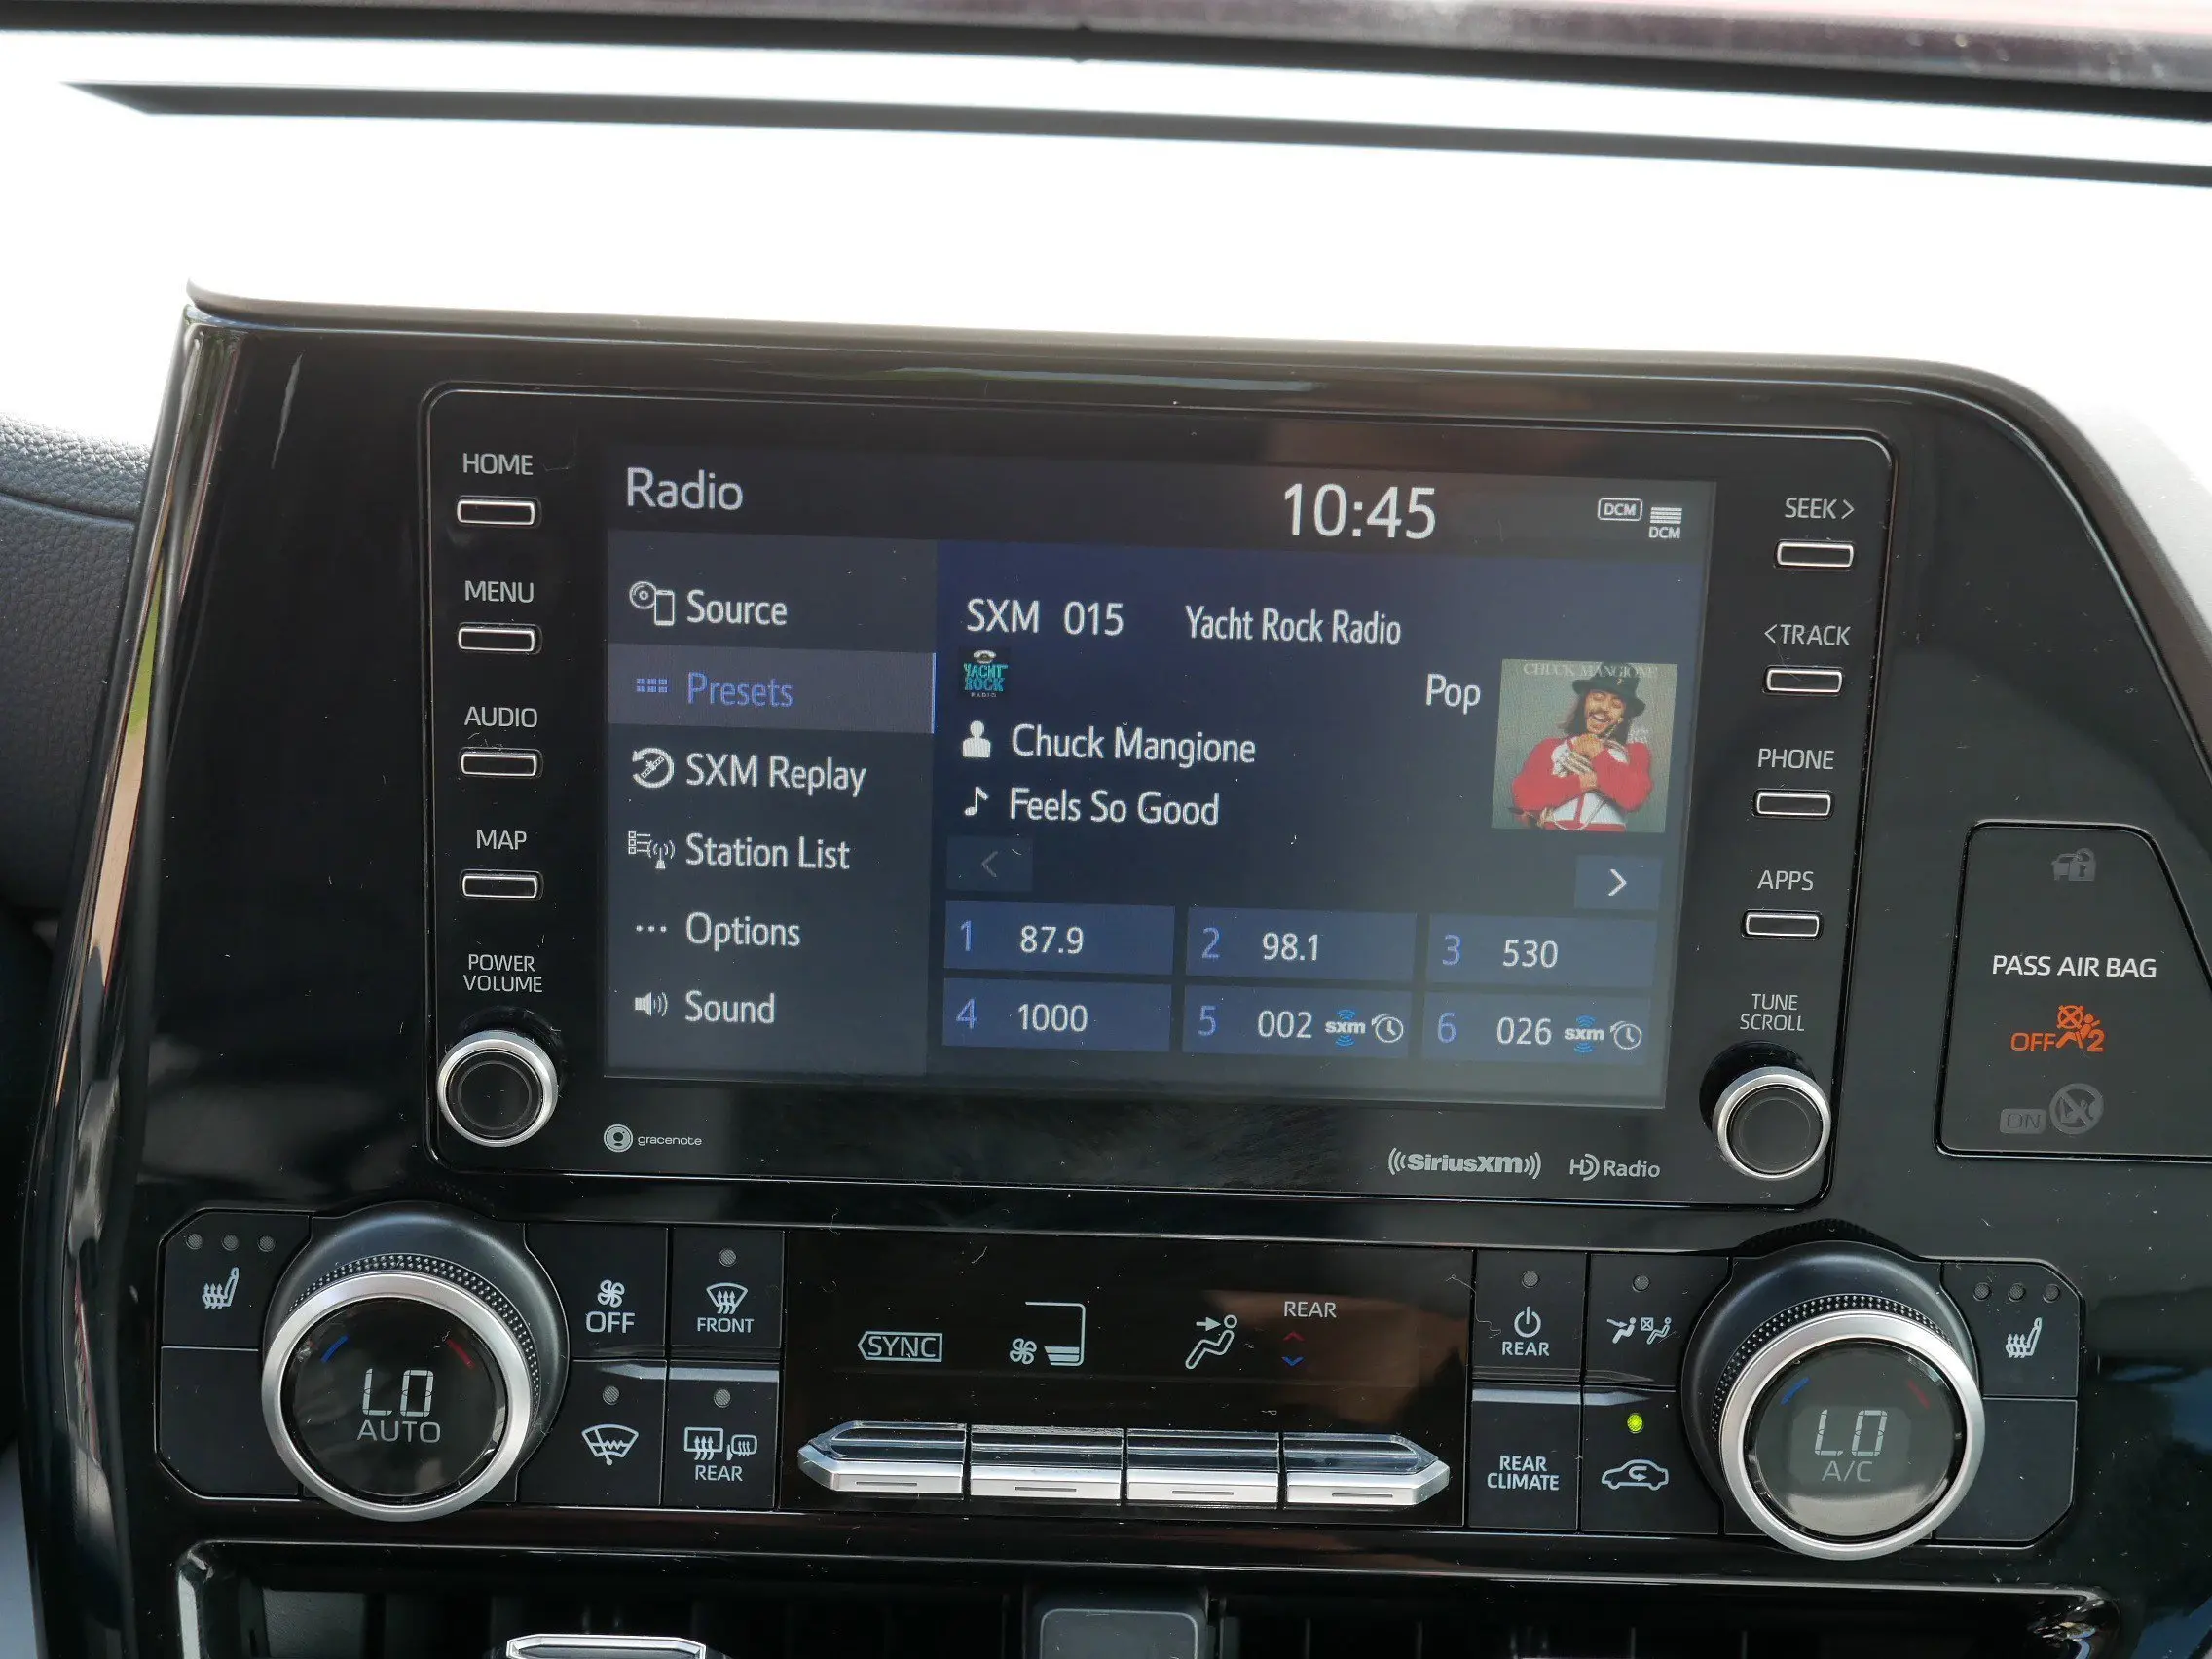 HOME
MENU
AUDIO
MAP
POWER
VOLUME
Radio
10:45
DCM
DCM
Source
Presets
SXM Replay
Station List
Options
Sound
SXM 015 Yacht Rock Radio
YACHT
ROCK
RADIO
Pop
CHUCK MANGIONE
Chuck Mangione
Feels So Good
<
>
1 87.9
2 98.1
3 530
4 1000
5 002 sxm
6 026 sxm
SEEK>
<TRACK
PHONE
APPS
TUNE
SCROLL
PASS AIR BAG
OFF 2
ON
gracenote
((SiriusXM))
HD Radio
LO
AUTO
OFF
FRONT
REAR
SYNC
REAR
REAR
REAR
CLIMATE
LO
A/C